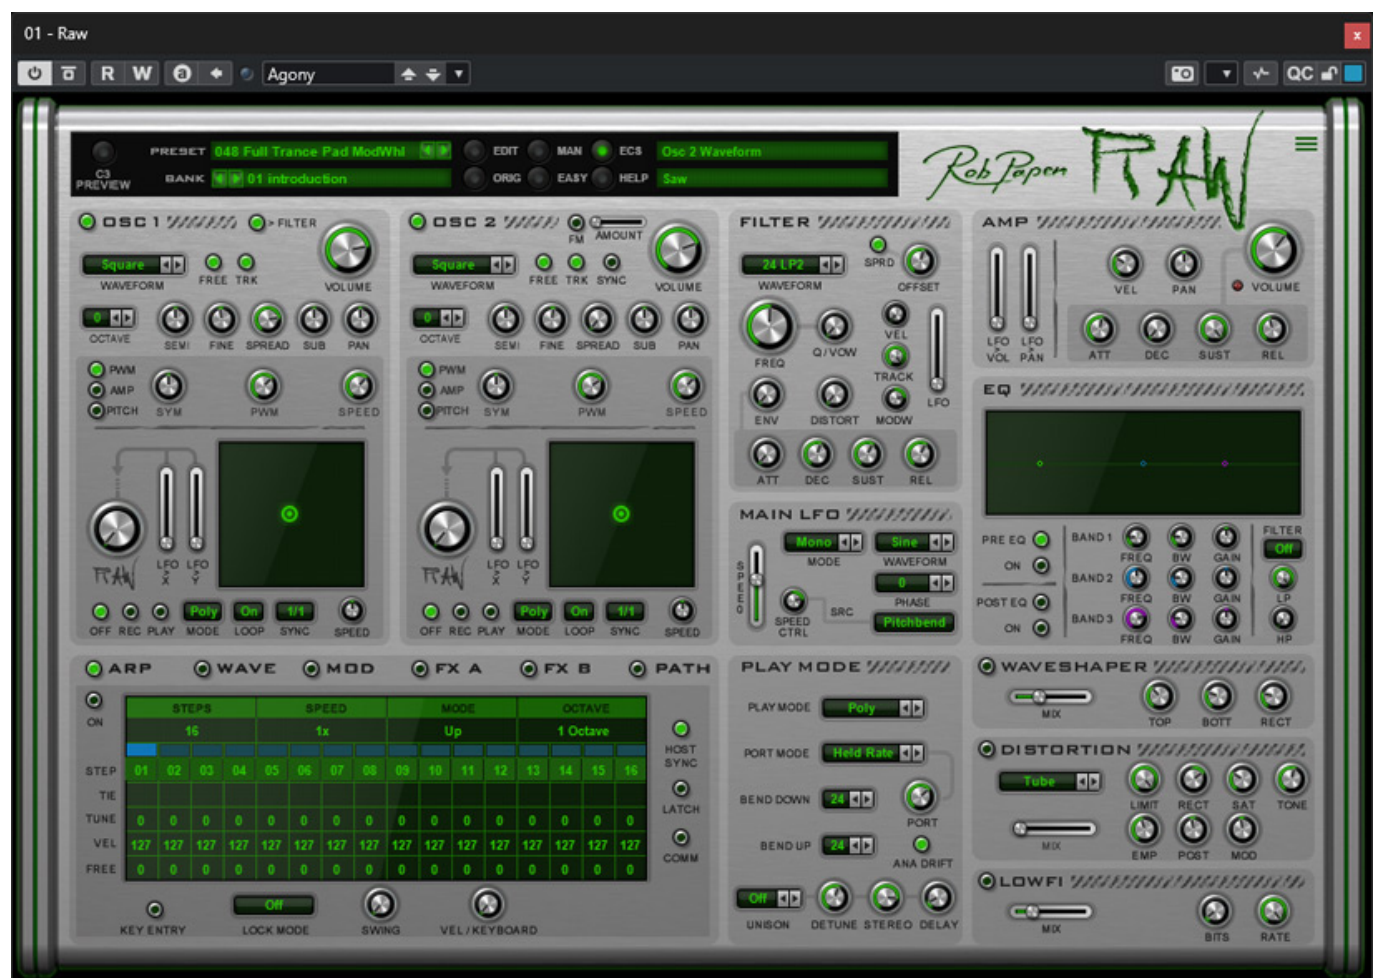 01 - Raw
R W a Agony QC
PRESET 048 Full Trance Pad ModWhl EDIT MAN ECS Osc 2 Waveform
C3 PREVIEW BANK 01 introduction ORIG EASY HELP Saw
Rob Papen RAW
OSC 1 > FILTER
Square FREE TRK
WAVEFORM VOLUME
0
OCTAVE SEMI FINE SPREAD SUB PAN
PWM
AMP
PITCH SYM PWM SPEED
RAW LFO > X LFO > Y
Poly On 1/1
OFF REC PLAY MODE LOOP SYNC SPEED
OSC 2 FM AMOUNT
Square FREE TRK SYNC
WAVEFORM VOLUME
0
OCTAVE SEMI FINE SPREAD SUB PAN
PWM
AMP
PITCH SYM PWM SPEED
RAW LFO > X LFO > Y
Poly On 1/1
OFF REC PLAY MODE LOOP SYNC SPEED
FILTER
24 LP2 SPRD
WAVEFORM OFFSET
FREQ Q/VOW VEL
TRACK
ENV DISTORT MODW LFO
ATT DEC SUST REL
MAIN LFO
SPEED
Mono Sine
MODE WAVEFORM
0
PHASE
SPEED CTRL SRC Pitchbend
AMP
VEL PAN VOLUME
LFO > VOL LFO > PAN
ATT DEC SUST REL
EQ
PRE EQ BAND 1 FILTER
ON FREQ BW GAIN Off
BAND 2
FREQ BW GAIN LP
POST EQ BAND 3
ON FREQ BW GAIN HP
ARP WAVE MOD FX A FX B PATH
ON
STEPS SPEED MODE OCTAVE
16 1x Up 1 Octave
HOST SYNC
STEP 01 02 03 04 05 06 07 08 09 10 11 12 13 14 15 16
TIE
LATCH
TUNE 0 0 0 0 0 0 0 0 0 0 0 0 0 0 0 0
VEL 127 127 127 127 127 127 127 127 127 127 127 127 127 127 127 127
COMM
FREE 0 0 0 0 0 0 0 0 0 0 0 0 0 0 0 0
Off
KEY ENTRY LOCK MODE SWING VEL/KEYBOARD
PLAY MODE
PLAY MODE Poly
PORT MODE Held Rate
BEND DOWN 24 PORT
BEND UP 24 ANA DRIFT
Off
UNISON DETUNE STEREO DELAY
WAVESHAPER
MIX TOP BOTT RECT
DISTORTION
Tube
LIMIT RECT SAT TONE
MIX EMP POST MOD
LOWFI
MIX BITS RATE